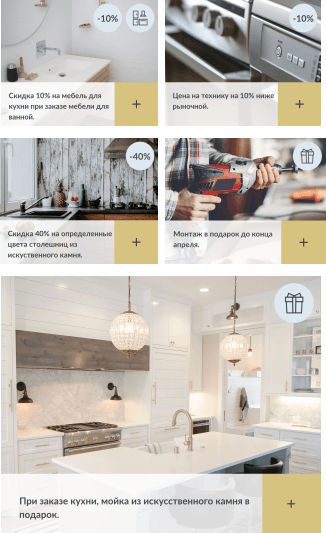 -10%
-10%
Скидка 10% на мебель для
кухни при заказе мебели для
ванной.
+
Цена на технику на 10% ниже
рыночной.
+
-40%
Скидка 40% на определенные
цвета столешниц из
искуственного камня.
+
Монтаж в подарок до конца
апреля.
+
При заказе кухни, мойка из искусственного камня в
подарок.
+